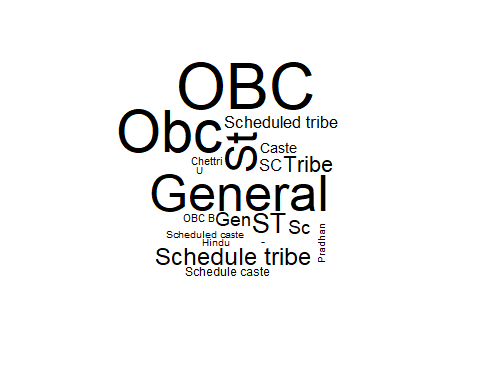 OBC
Obc
Scheduled tribe
St
Caste
Chettri
SC
Tribe
U
General
OBC B
Gen
ST
Sc
Scheduled caste
Hindu
-
Pradhan
Schedule tribe
Schedule caste